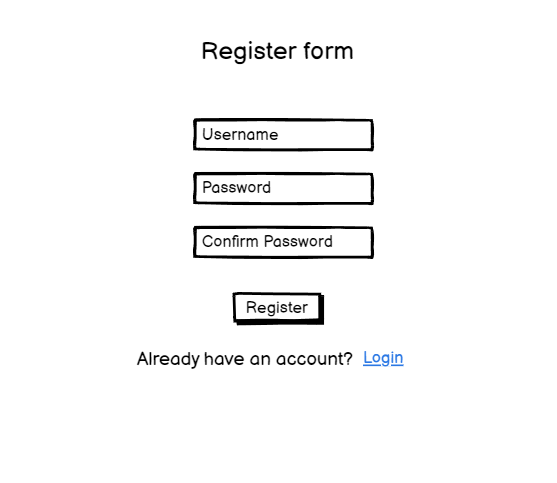 Register form
Username
Password
Confirm Password
Register
Already have an account? Login